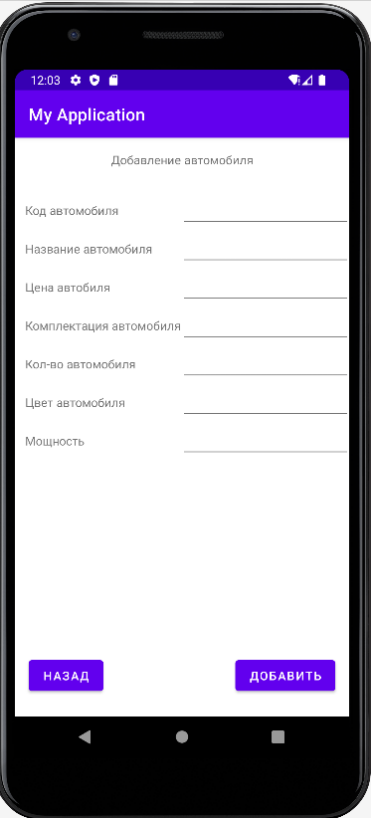 12:03
My Application
Добавление автомобиля
Код автомобиля
Название автомобиля
Цена автобиля
Комплектация автомобиля
Кол-во автомобиля
Цвет автомобиля
Мощность
НАЗАД ДОБАВИТЬ